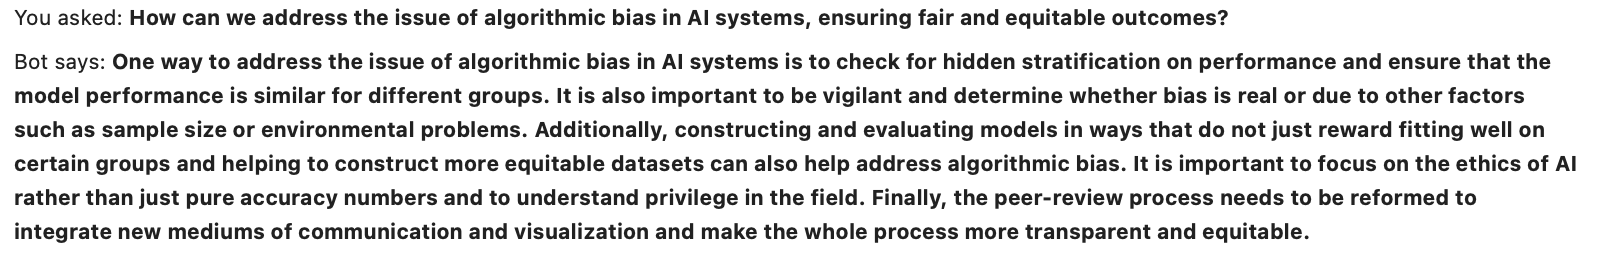 You asked: How can we address the issue of algorithmic bias in AI systems, ensuring fair and equitable outcomes?
Bot says: One way to address the issue of algorithmic bias in AI systems is to check for hidden stratification on performance and ensure that the
model performance is similar for different groups. It is also important to be vigilant and determine whether bias is real or due to other factors
such as sample size or environmental problems. Additionally, constructing and evaluating models in ways that do not just reward fitting well on
certain groups and helping to construct more equitable datasets can also help address algorithmic bias. It is important to focus on the ethics of AI
rather than just pure accuracy numbers and to understand privilege in the field. Finally, the peer-review process needs to be reformed to
integrate new mediums of communication and visualization and make the whole process more transparent and equitable.